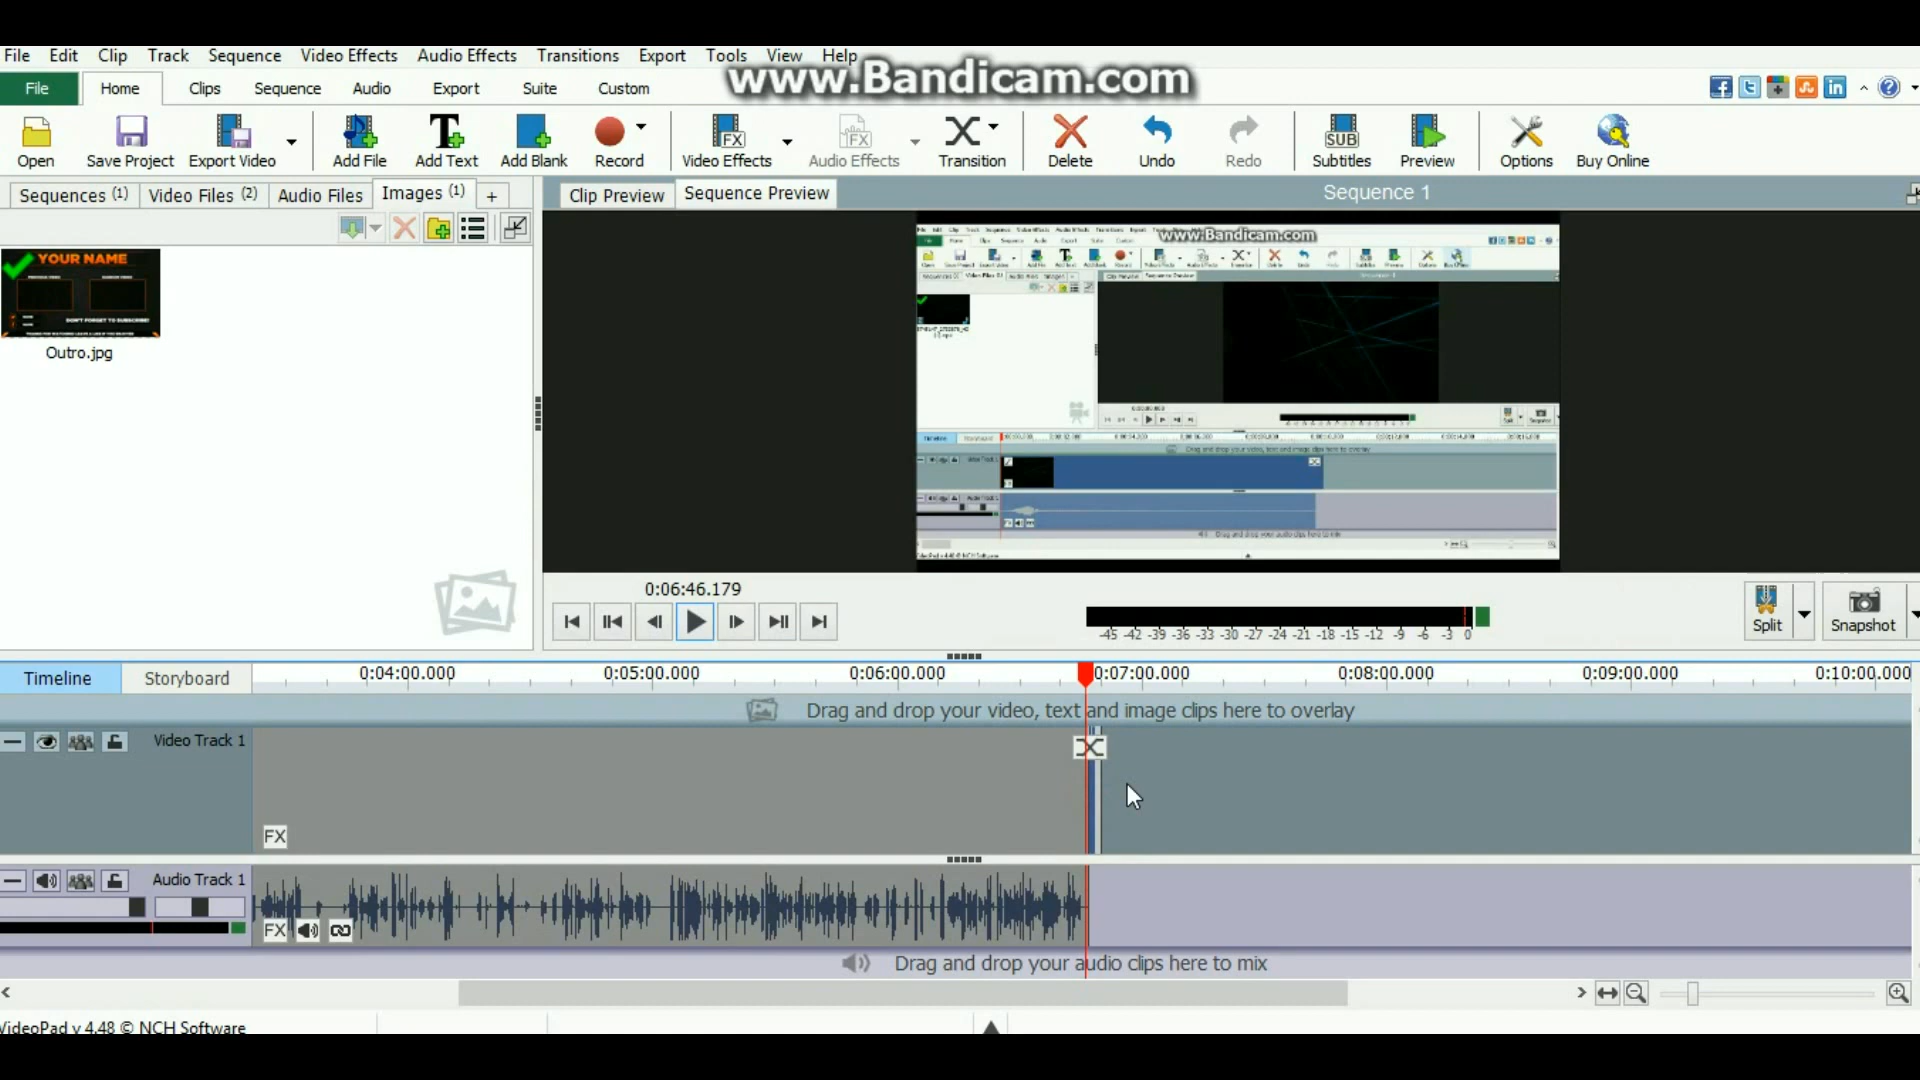 File Edit Clip Track Sequence Video Effects Audio Effects Transitions Export Tools View Help
www.Bandicam.com
File Home Clips Sequence Audio Export Suite Custom
Open Save Project Export Video Add File Add Text Add Blank Record Video Effects Audio Effects Transition Delete Undo Redo Subtitles Preview Options Buy Online
Sequences (1) Video Files (2) Audio Files Images (1) +
Clip Preview Sequence Preview Sequence 1
YOUR NAME
DON'T FORGET TO SUBSCRIBE!
Outro.jpg
www.Bandicam.com
0:06:46.179
-45 -42 -39 -36 -33 -30 -27 -24 -21 -18 -15 -12 -9 -6 -3 0
Split Snapshot
Timeline Storyboard 0:04:00.000 0:05:00.000 0:06:00.000 0:07:00.000 0:08:00.000 0:09:00.000 0:10:00.000
Drag and drop your video, text and image clips here to overlay
Video Track 1
FX
Audio Track 1
FX
Drag and drop your audio clips here to mix
VideoPad v 4.48 © NCH Software